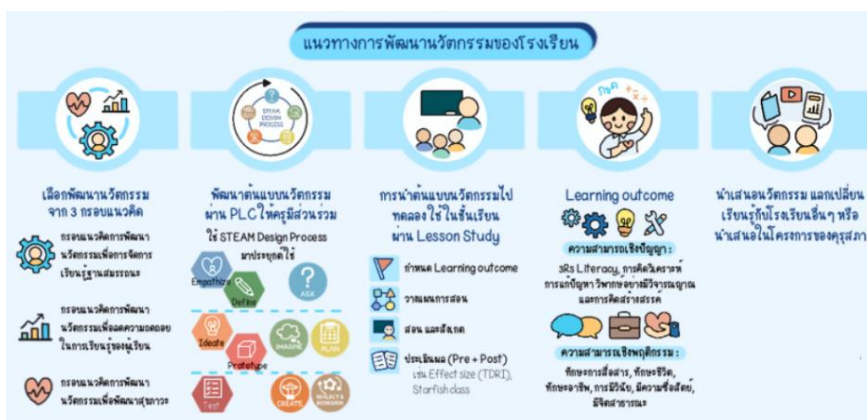 แนวทางการพัฒนานวัตกรรมของโรงเรียน
เลือกพัฒนานวัตกรรม
จาก 3 กรอบแนวคิด
กรอบแนวคิดการพัฒนา
นวัตกรรมเพื่อการจัดการ
เรียนรู้ฐานสมรรถนะ
กรอบแนวคิดการพัฒนา
นวัตกรรมเพื่อลดความถดถอย
ในการเรียนรู้ของผู้เรียน
กรอบแนวคิดการพัฒนา
นวัตกรรมเพื่อพัฒนาสุขภาวะ
STEAM
DESIGN
PROCESS
พัฒนาต้นแบบนวัตกรรม
ผ่าน PLC ให้ครูมีส่วนร่วม
ใช้ STEAM Design Process
มาประยุกต์ใช้
Empathize
Define
ASK
Ideate
Prototype
IMAGINE
PLAN
Test
CREATE
REFLECT &
REDESIGN
การนำต้นแบบนวัตกรรมไป
ทดลองใช้ในชั้นเรียน
ผ่าน Lesson Study
กำหนด Learning outcome
วางแผนการสอน
สอน และสังเกต
ประเมินผล (Pre + Post)
เช่น Effect size (TDRI),
Starfish class
กขค
Learning outcome
ความสามารถเชิงปัญญา :
3Rs Literacy, การคิดวิเคราะห์
การแก้ปัญหา วิพากษ์อย่างมีวิจารณญาณ
และการคิดสร้างสรรค์
ความสามารถเชิงพฤติกรรม :
ทักษะการสื่อสาร, ทักษะชีวิต,
ทักษะอาชีพ, การมีวินัย, มีความซื่อสัตย์,
มีจิตสาธารณะ
นำเสนอนวัตกรรม แลกเปลี่ยน
เรียนรู้กับโรงเรียนอื่นๆ หรือ
นำเสนอในโครงการของคุรุสภา